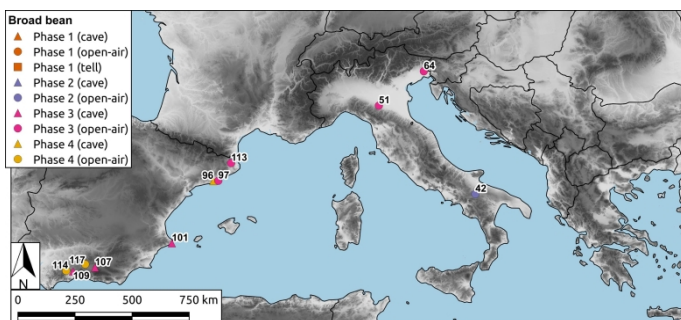 Broad bean
Phase 1 (cave)
Phase 1 (open-air)
Phase 1 (tell)
Phase 2 (cave)
Phase 2 (open-air)
Phase 3 (cave)
Phase 3 (open-air)
Phase 4 (cave)
Phase 4 (open-air)
64
51
113
96 97
42
101
117
114 107
109
N
0 250 500 750 km